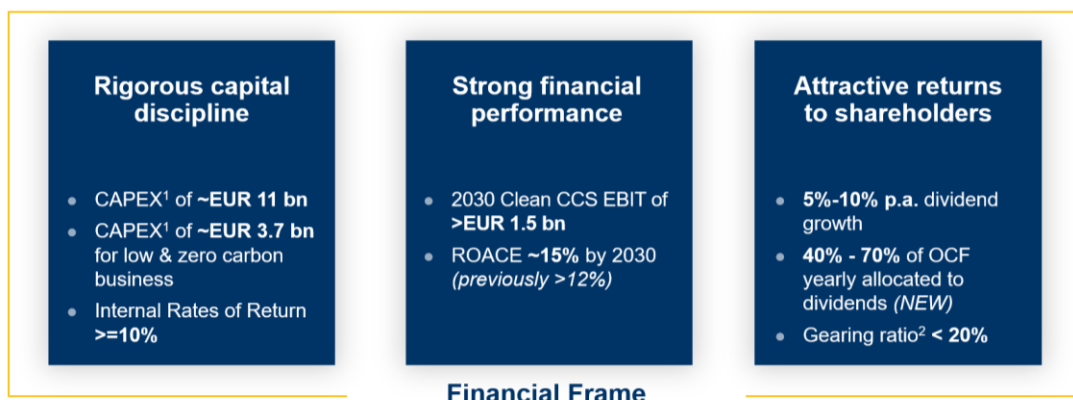 Rigorous capital
discipline
• CAPEX¹ of ~EUR 11 bn
• CAPEX¹ of ~EUR 3.7 bn
for low & zero carbon
business
• Internal Rates of Return
>=10%
Strong financial
performance
• 2030 Clean CCS EBIT of
>EUR 1.5 bn
• ROACE ~15% by 2030
(previously >12%)
Attractive returns
to shareholders
• 5%-10% p.a. dividend
growth
• 40% - 70% of OCF
yearly allocated to
dividends (NEW)
• Gearing ratio² < 20%
Financial Frame